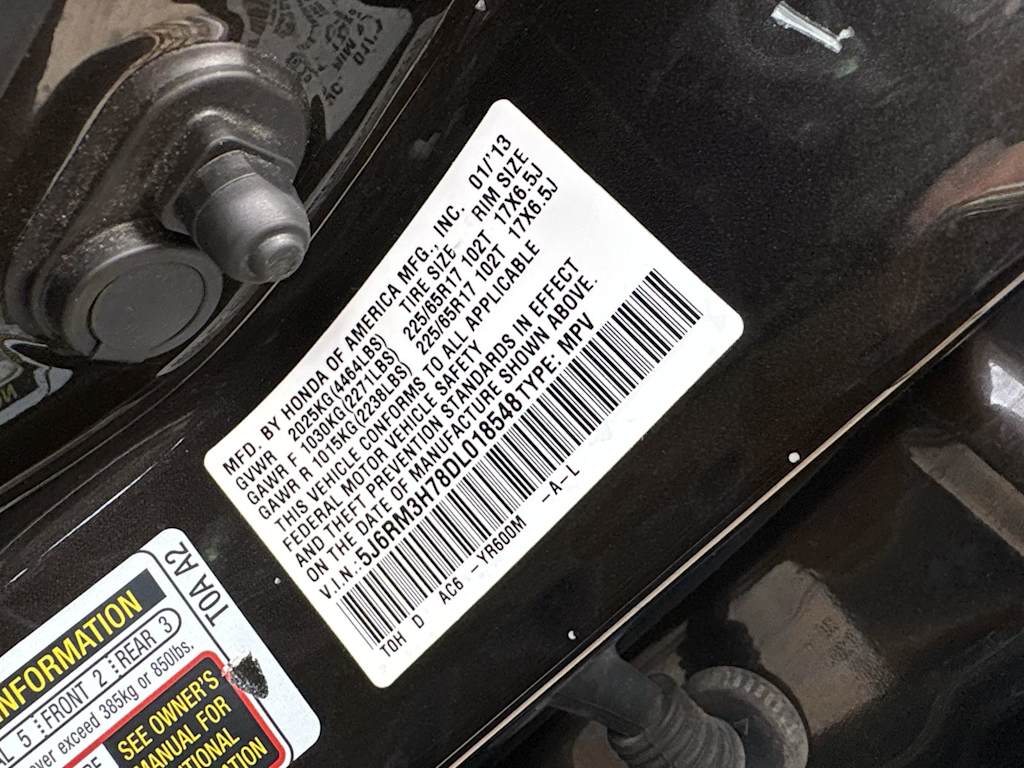 MFD. BY HONDA OF AMERICA MFG., INC. 01/'13
GVWR 2025KG(4464LBS) TIRE SIZE RIM SIZE
GAWR F 1030KG(2271LBS) 225/65R17 102T 17X6.5J
GAWR R 1015KG(2238LBS) 225/65R17 102T 17X6.5J
THIS VEHICLE CONFORMS TO ALL APPLICABLE
FEDERAL MOTOR VEHICLE SAFETY
AND THEFT PREVENTION STANDARDS IN EFFECT
ON THE DATE OF MANUFACTURE SHOWN ABOVE.
V.I.N.:5J6RM3H78DL018548 TYPE: MPV
TOH D AC6 -YR600M -A-L
TOA A2
INFORMATION
5 FRONT 2 REAR 3
exceed 385kg or 850lbs.
SEE OWNER'S
MANUAL FOR